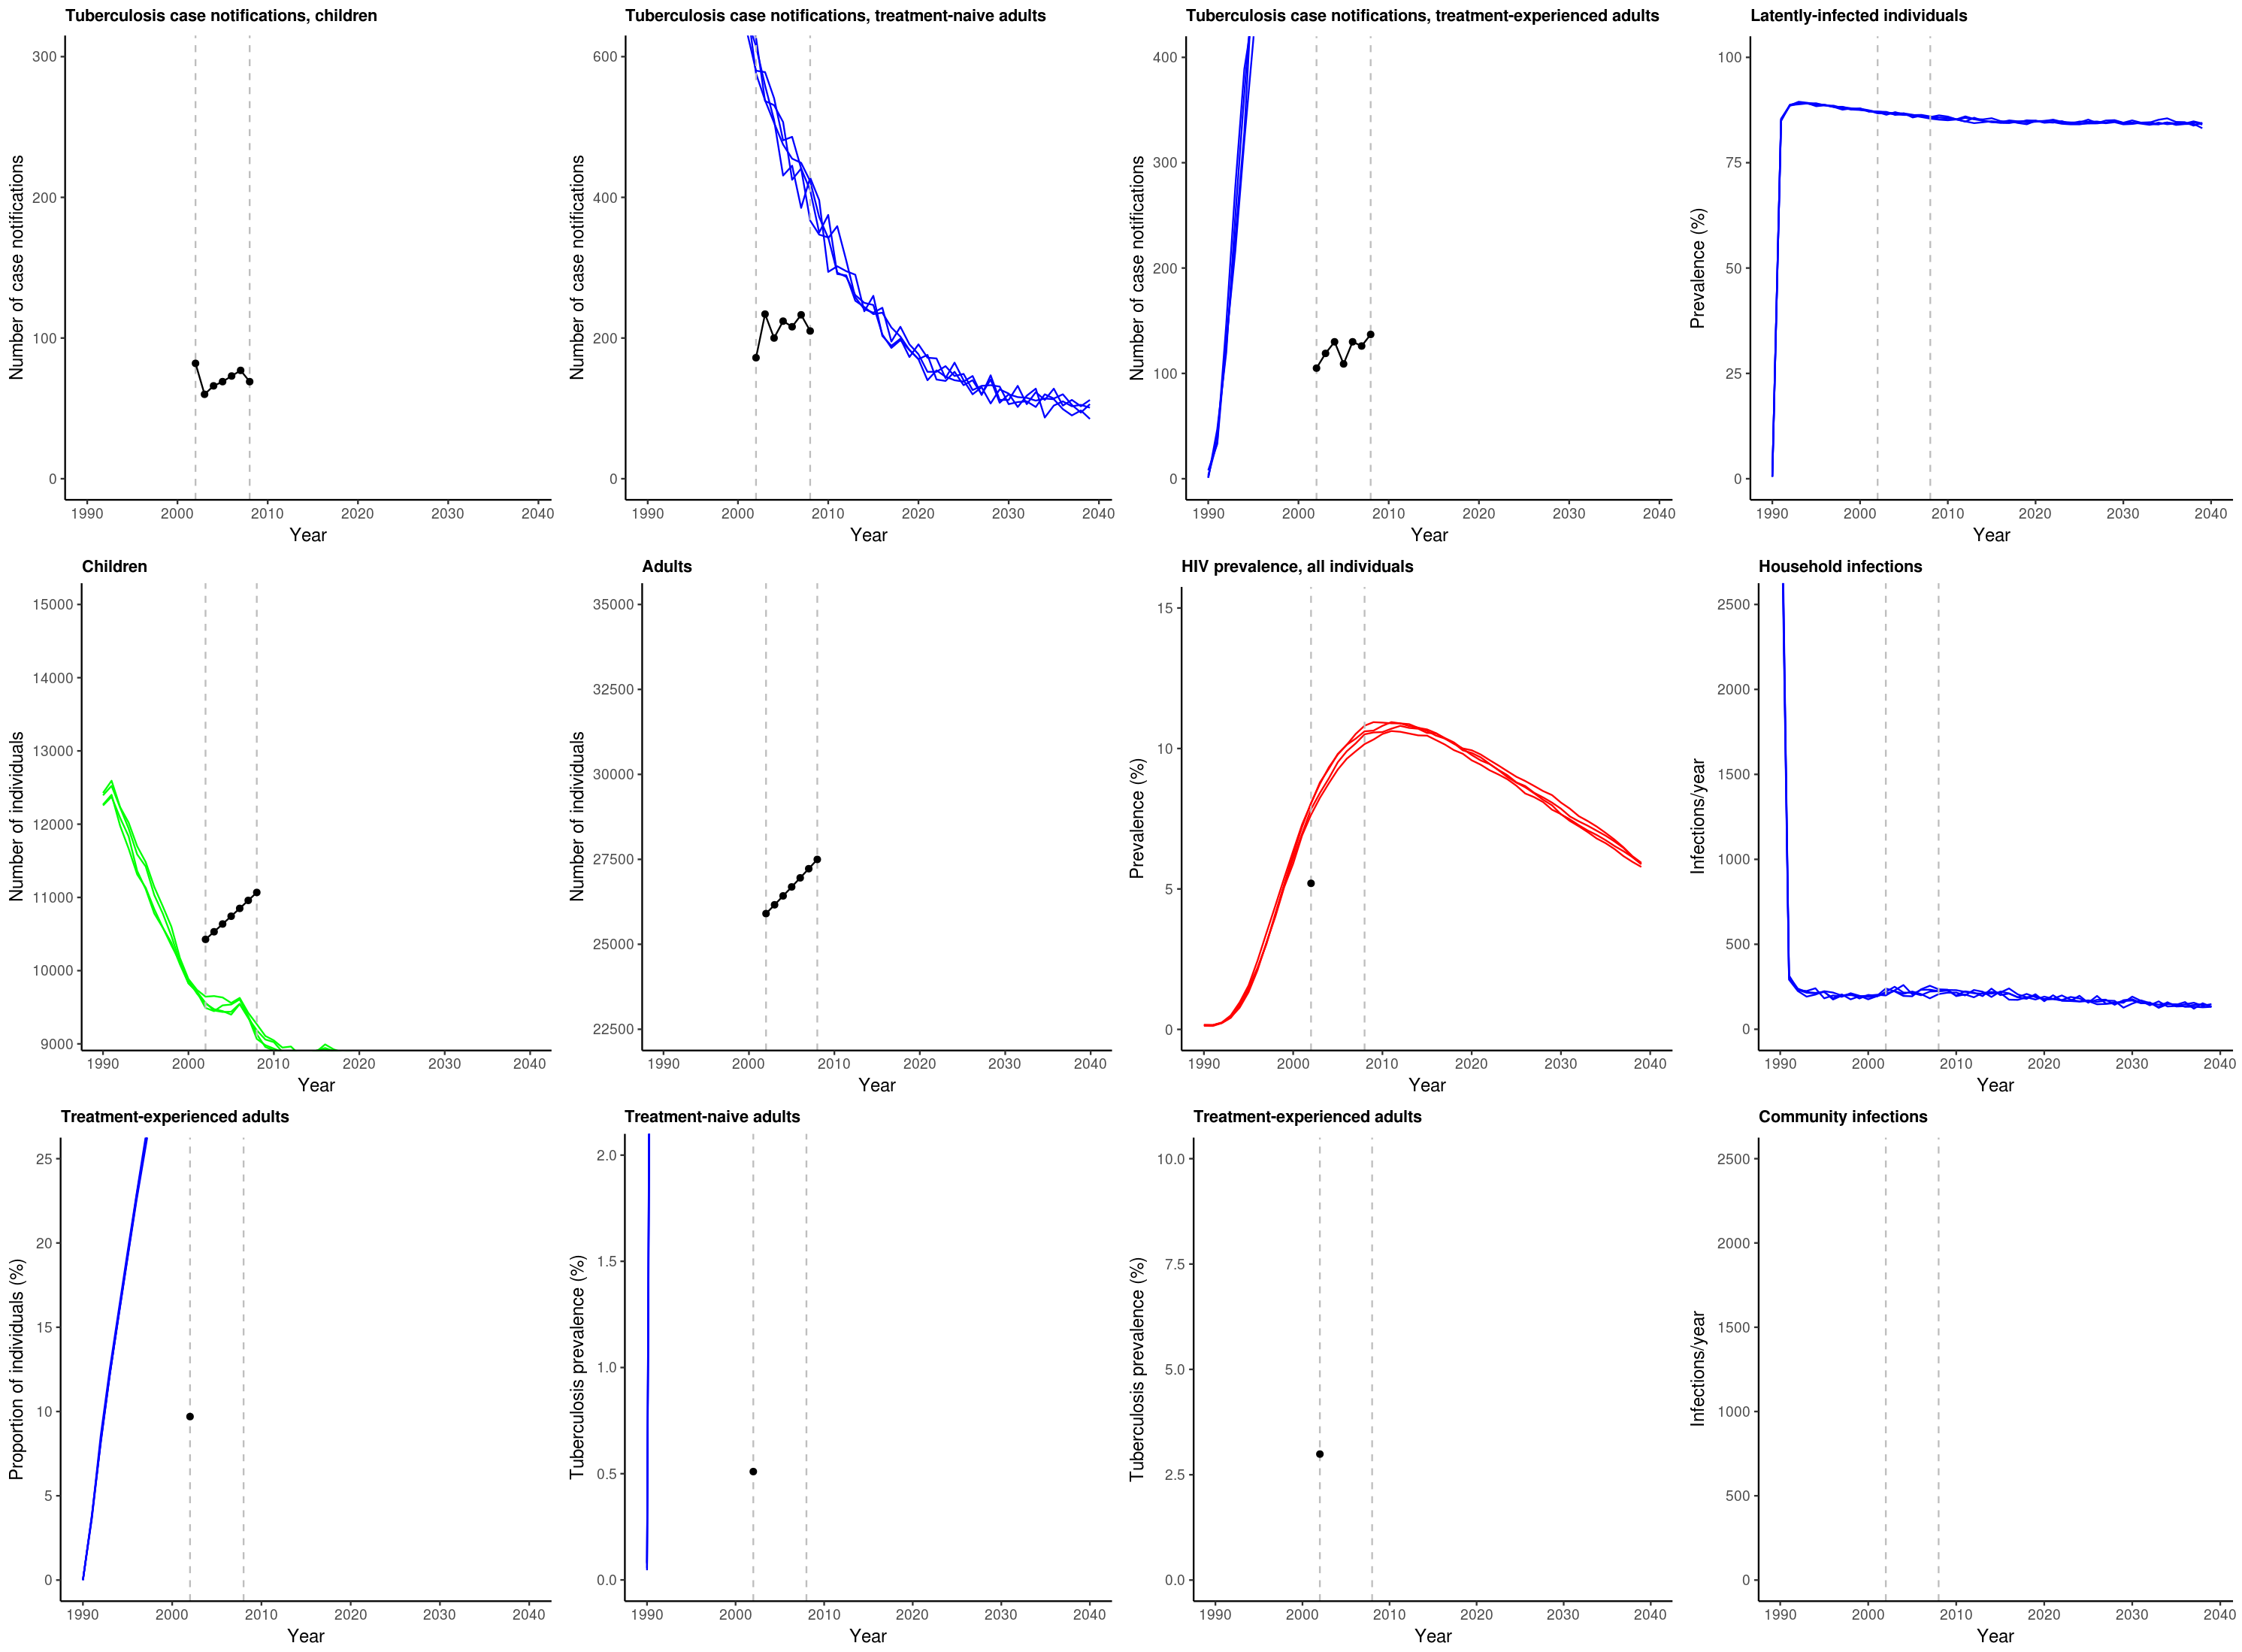 Tuberculosis case notifications, children
Number of case notifications
300
200
100
0
1990 2000 2010 2020 2030 2040
Year
Tuberculosis case notifications, treatment-naive adults
Number of case notifications
600
400
200
0
1990 2000 2010 2020 2030 2040
Year
Tuberculosis case notifications, treatment-experienced adults
Number of case notifications
400
300
200
100
0
1990 2000 2010 2020 2030 2040
Year
Latently-infected individuals
Prevalence (%)
100
75
50
25
0
1990 2000 2010 2020 2030 2040
Year
Children
Number of individuals
15000
14000
13000
12000
11000
10000
9000
1990 2000 2010 2020 2030 2040
Year
Adults
Number of individuals
35000
32500
30000
27500
25000
22500
1990 2000 2010 2020 2030 2040
Year
HIV prevalence, all individuals
Prevalence (%)
15
10
5
0
1990 2000 2010 2020 2030 2040
Year
Household infections
Infections/year
2500
2000
1500
1000
500
0
1990 2000 2010 2020 2030 2040
Year
Treatment-experienced adults
Proportion of individuals (%)
25
20
15
10
5
0
1990 2000 2010 2020 2030 2040
Year
Treatment-naive adults
Tuberculosis prevalence (%)
2.0
1.5
1.0
0.5
0.0
1990 2000 2010 2020 2030 2040
Year
Treatment-experienced adults
Tuberculosis prevalence (%)
10.0
7.5
5.0
2.5
0.0
1990 2000 2010 2020 2030 2040
Year
Community infections
Infections/year
2500
2000
1500
1000
500
0
1990 2000 2010 2020 2030 2040
Year